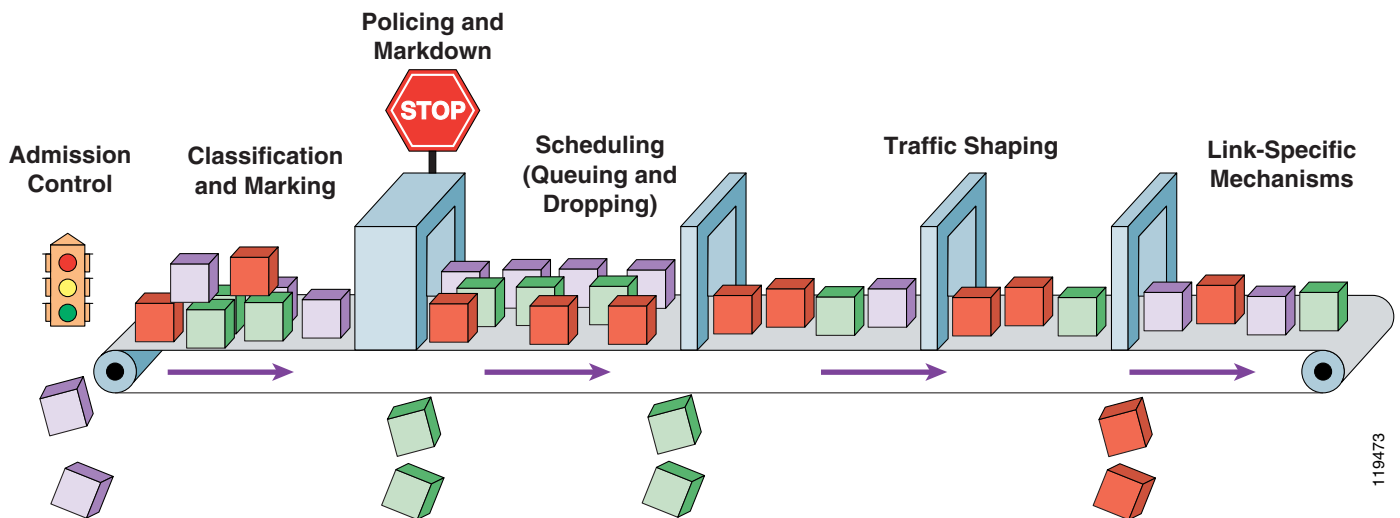 Policing and
Markdown
STOP
Admission
Control
Classification
and Marking
Scheduling
(Queuing and
Dropping)
Traffic Shaping
Link-Specific
Mechanisms
119473